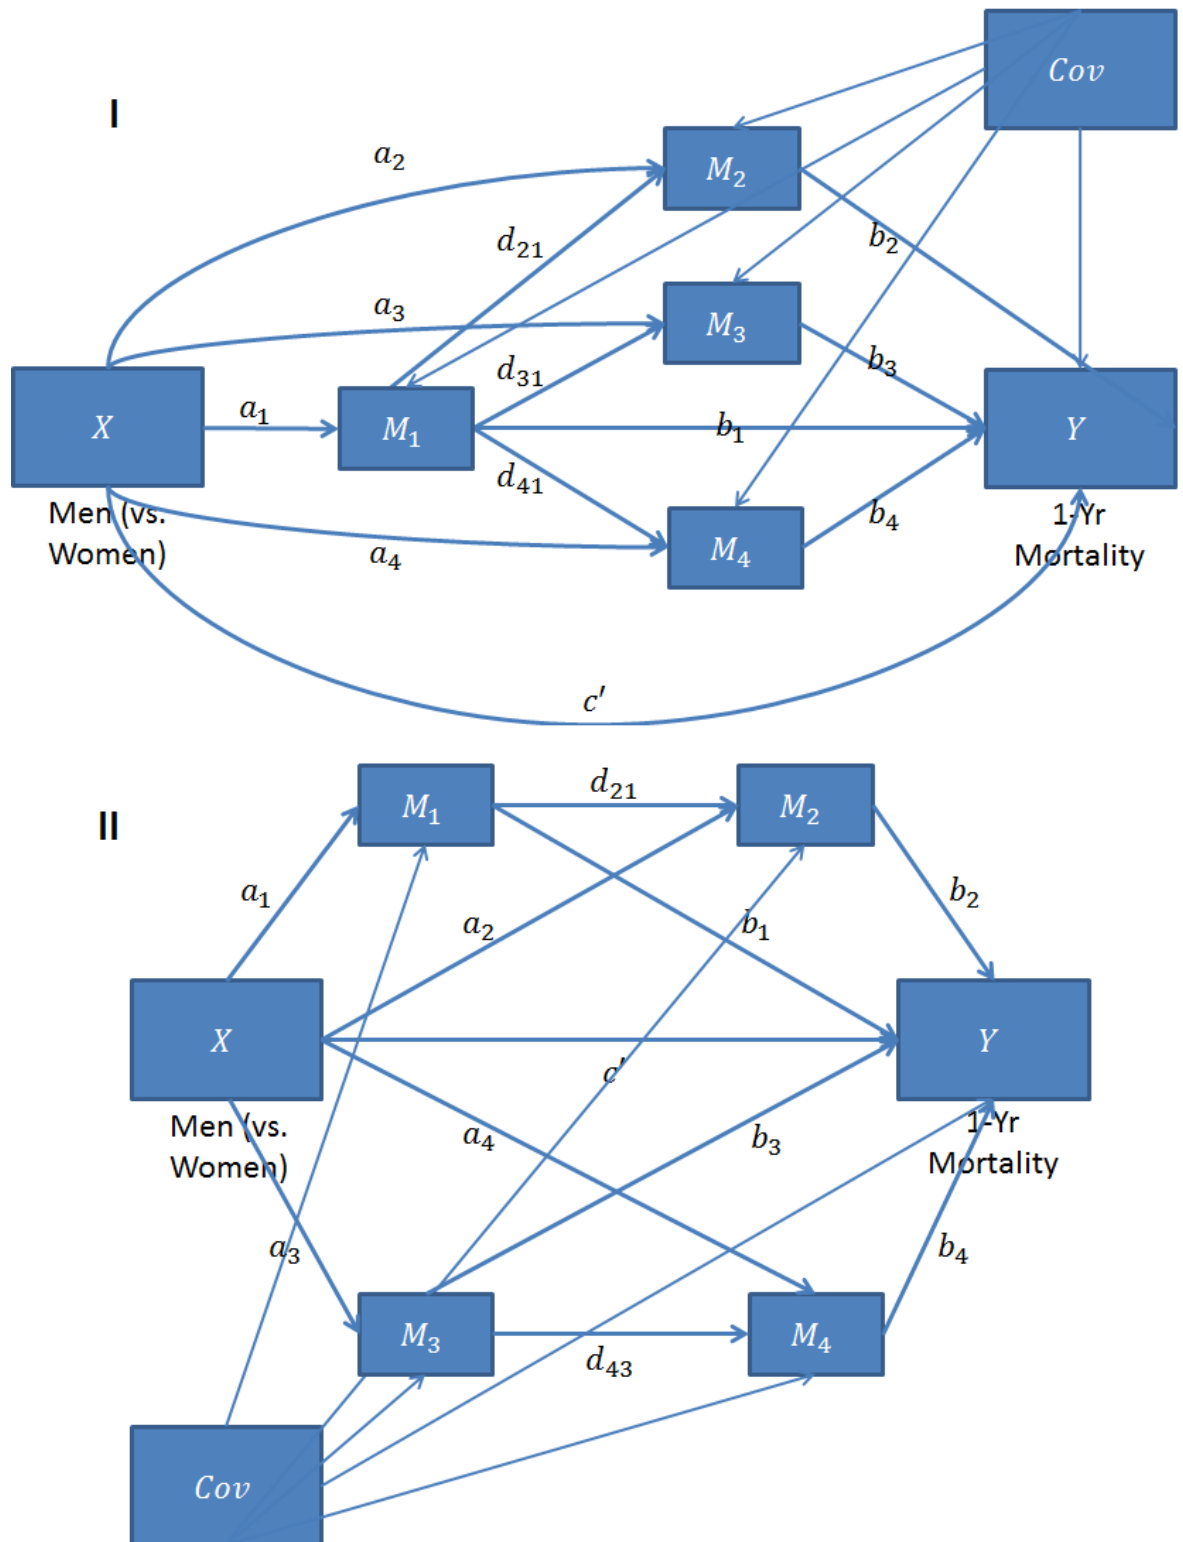 Cov
I
a₂
M₂
d₂₁
b₂
a₃
M₃
d₃₁
b₃
X
a₁
M₁
b₁
Y
d₄₁
Men (vs.
Women)
a₄
M₄
b₄
1-Yr
Mortality
c′
II
M₁
d₂₁
M₂
a₁
a₂
b₁
b₂
X
Y
c′
Men (vs.
Women)
a₄
b₃
1-Yr
Mortality
a₃
b₄
M₃
d₄₃
M₄
Cov